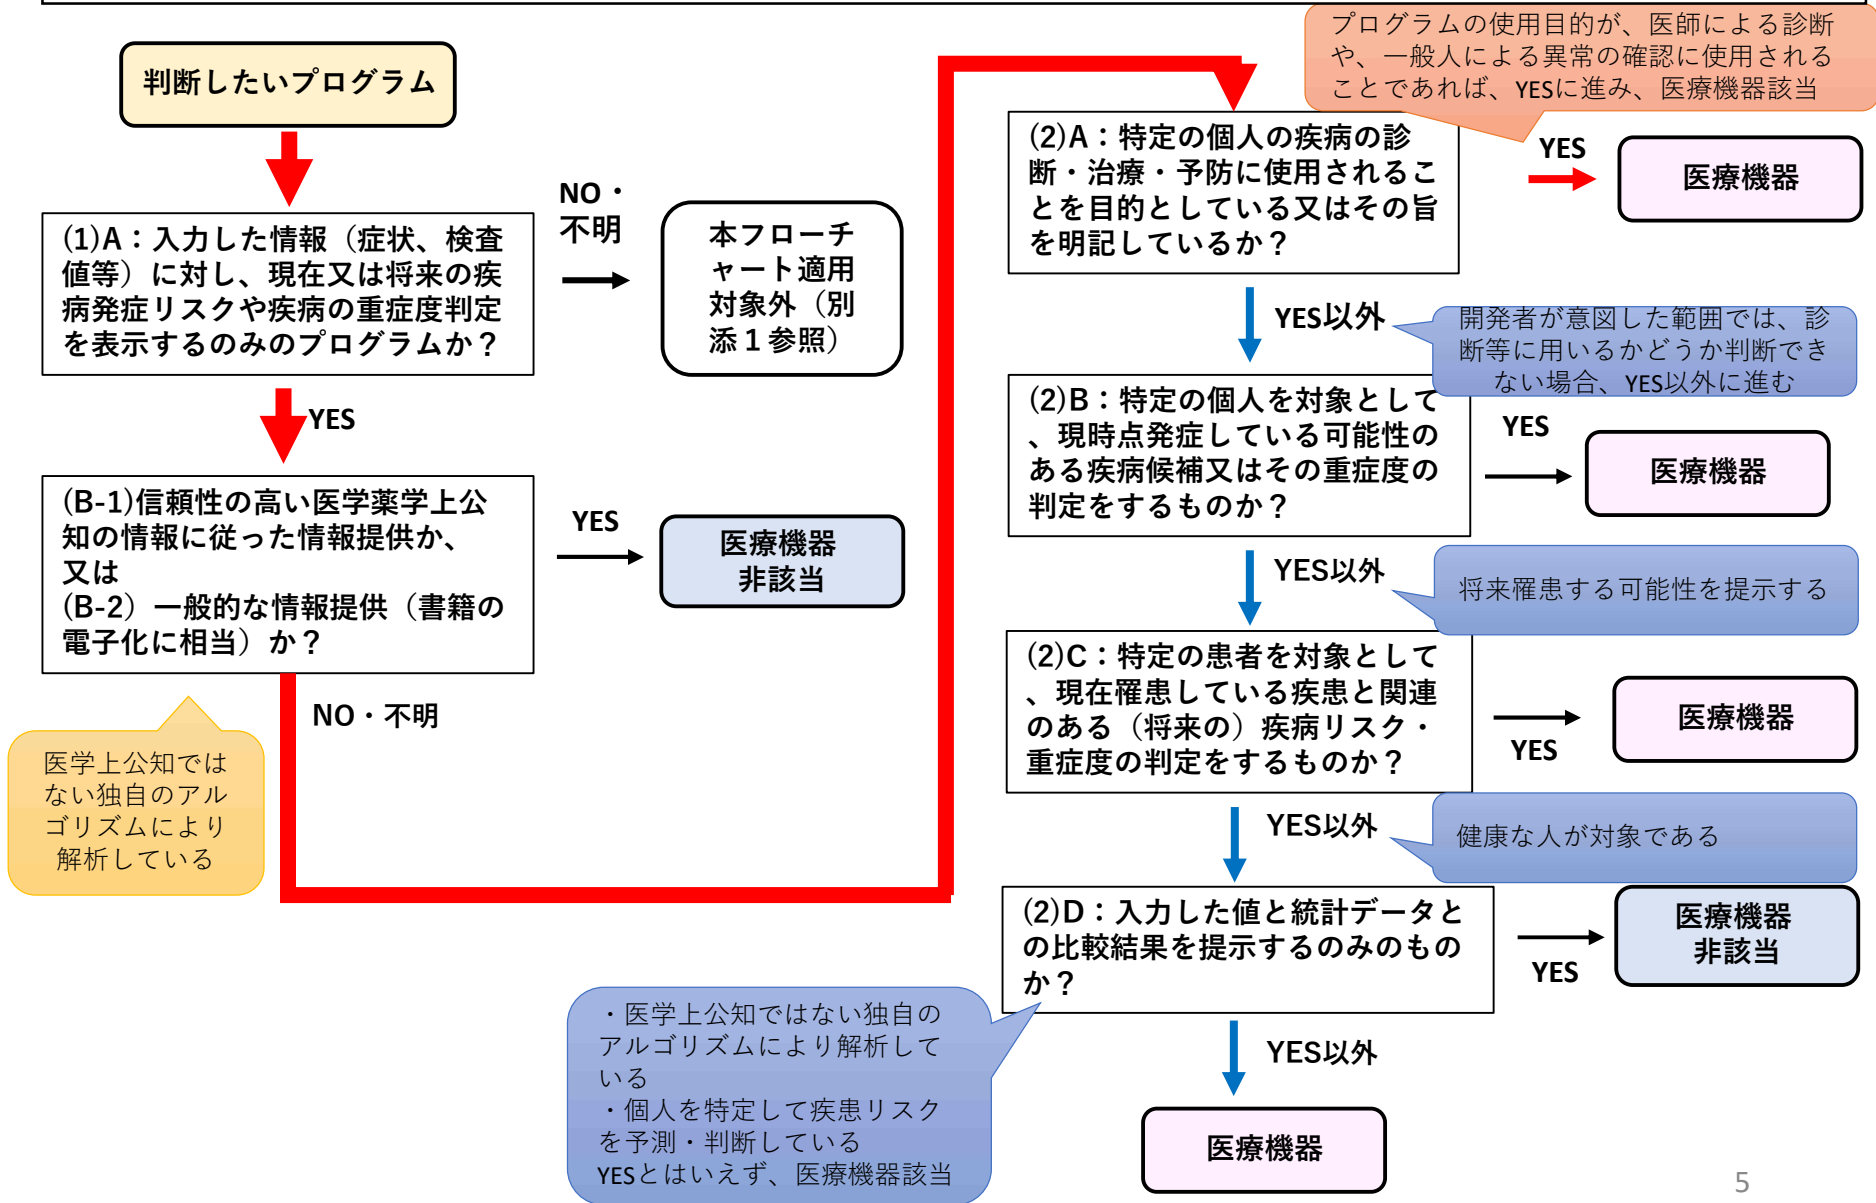 判断したいプログラム
(1)A：入力した情報（症状、検査
値等）に対し、現在又は将来の疾
病発症リスクや疾病の重症度判定
を表示するのみのプログラムか？
NO・
不明
本フローチ
ャート適用
対象外（別
添１参照）
YES
(B-1)信頼性の高い医学薬学上公
知の情報に従った情報提供か、
又は
(B-2）一般的な情報提供（書籍の
電子化に相当）か？
YES
医療機器
非該当
NO・不明
医学上公知では
ない独自のアル
ゴリズムにより
解析している
プログラムの使用目的が、医師による診断
や、一般人による異常の確認に使用される
ことであれば、YESに進み、医療機器該当
(2)A：特定の個人の疾病の診
断・治療・予防に使用されるこ
とを目的としている又はその旨
を明記しているか？
YES
医療機器
YES以外
開発者が意図した範囲では、診
断等に用いるかどうか判断でき
ない場合、YES以外に進む
(2)B：特定の個人を対象として
、現時点発症している可能性の
ある疾病候補又はその重症度の
判定をするものか？
YES
医療機器
YES以外
将来罹患する可能性を提示する
(2)C：特定の患者を対象として
、現在罹患している疾患と関連
のある（将来の）疾病リスク・
重症度の判定をするものか？
YES
医療機器
YES以外
健康な人が対象である
(2)D：入力した値と統計データと
の比較結果を提示するのみのもの
か？
YES
医療機器
非該当
・医学上公知ではない独自の
アルゴリズムにより解析して
いる
・個人を特定して疾患リスク
を予測・判断している
YESとはいえず、医療機器該当
YES以外
医療機器
5